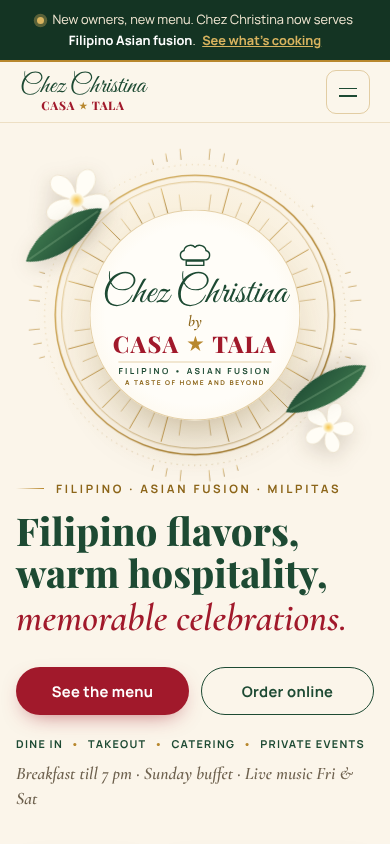 New owners, new menu. Chez Christina now serves
Filipino Asian fusion. See what's cooking
Chez Christina
CASA ★ TALA
Chez Christina
by
CASA ★ TALA
FILIPINO • ASIAN FUSION
A TASTE OF HOME AND BEYOND
FILIPINO · ASIAN FUSION · MILPITAS
Filipino flavors,
warm hospitality,
memorable celebrations.
See the menu
Order online
DINE IN • TAKEOUT • CATERING • PRIVATE EVENTS
Breakfast till 7 pm · Sunday buffet · Live music Fri &
Sat